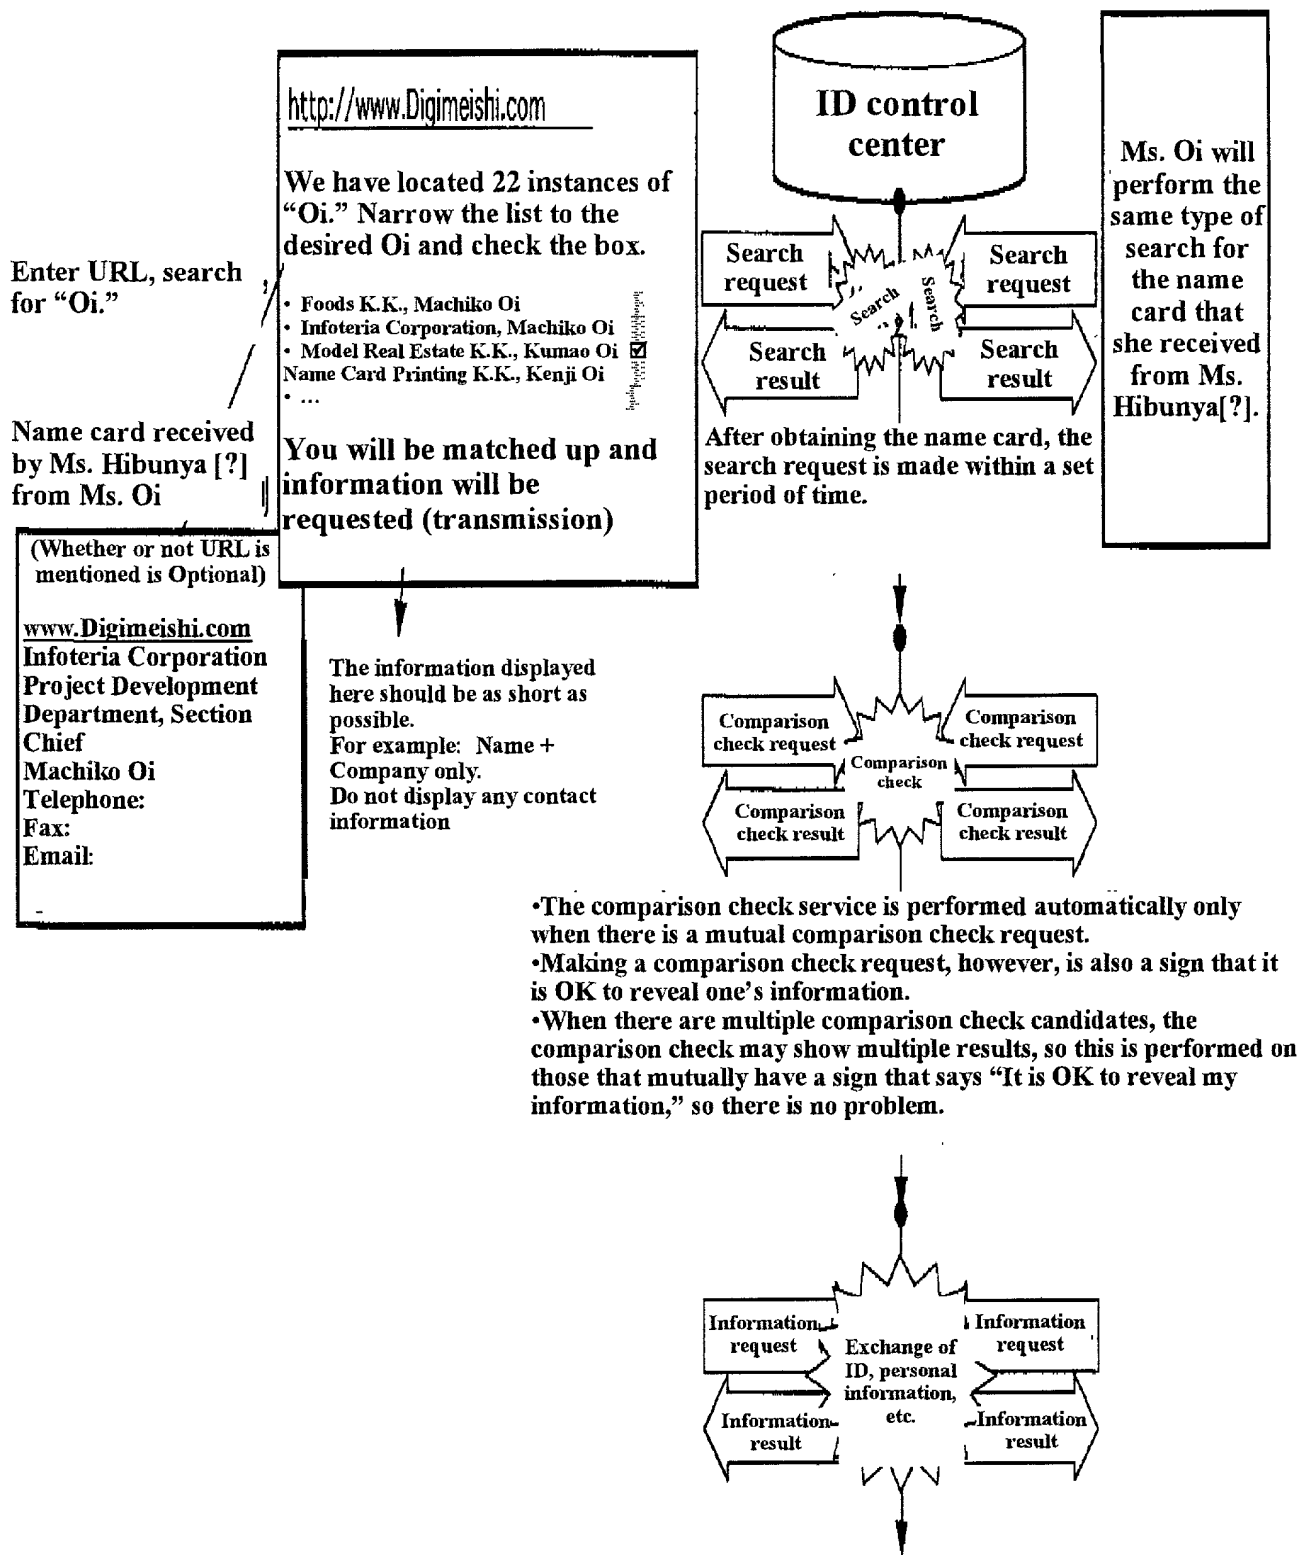 http://www.Digimeishi.com
We have located 22 instances of
“Oi.” Narrow the list to the
desired Oi and check the box.
• Foods K.K., Machiko Oi
• Infoteria Corporation, Machiko Oi
• Model Real Estate K.K., Kumao Oi
Name Card Printing K.K., Kenji Oi
• ...
You will be matched up and
information will be
requested (transmission)
Enter URL, search
for “Oi.”
Name card received
by Ms. Hibunya [?]
from Ms. Oi
(Whether or not URL is
mentioned is Optional)
www.Digimeishi.com
Infoteria Corporation
Project Development
Department, Section
Chief
Machiko Oi
Telephone:
Fax:
Email:
The information displayed
here should be as short as
possible.
For example: Name +
Company only.
Do not display any contact
information
ID control
center
Search
request
Search
Search
Search
request
Search
result
Search
result
After obtaining the name card, the
search request is made within a set
period of time.
Ms. Oi will
perform the
same type of
search for
the name
card that
she received
from Ms.
Hibunya[?].
Comparison
check request
Comparison
check request
Comparison
check
Comparison
check result
Comparison
check result
•The comparison check service is performed automatically only
when there is a mutual comparison check request.
•Making a comparison check request, however, is also a sign that it
is OK to reveal one’s information.
•When there are multiple comparison check candidates, the
comparison check may show multiple results, so this is performed on
those that mutually have a sign that says “It is OK to reveal my
information,” so there is no problem.
Information
request
Information
request
Exchange of
ID, personal
information,
etc.
Information
result
Information
result